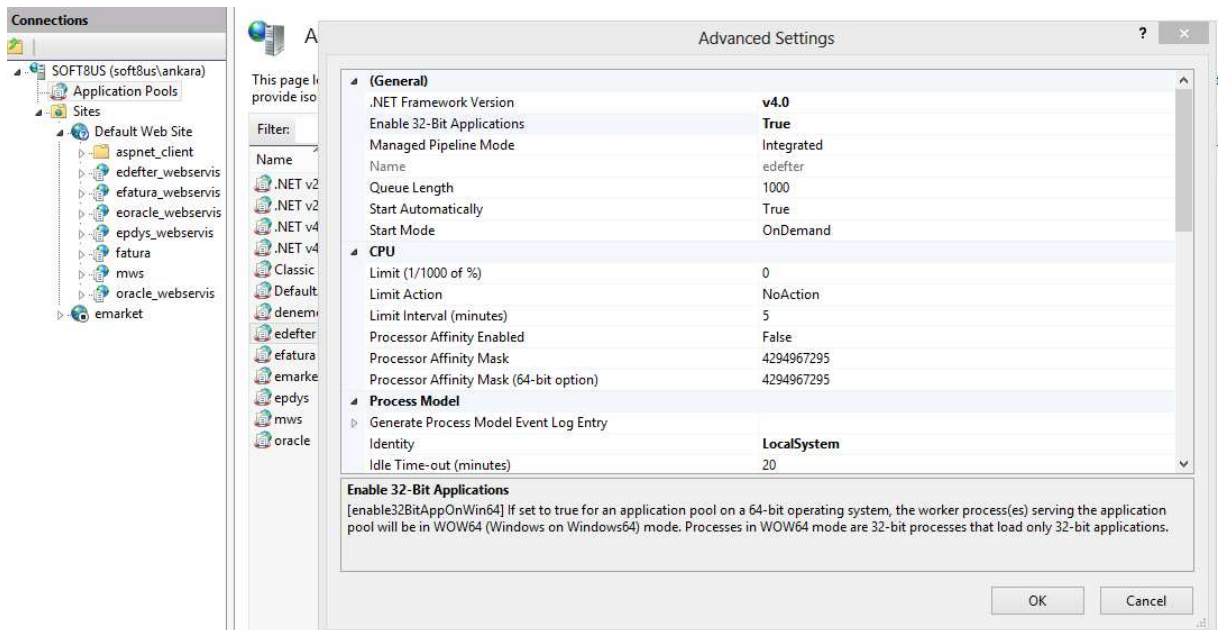 Connections
SOFT8US (soft8us\ankara)
Application Pools
Sites
Default Web Site
aspnet_client
edefter_webservis
efatura_webservis
eoracle_webservis
epdys_webservis
fatura
mws
oracle_webservis
emarket
A
This page l
provide iso
Filter:
Name
.NET v2
.NET v2
.NET v4
.NET v4
Classic
Default
deneme
edefter
efatura
emarke
epdys
mws
oracle
Advanced Settings
?
(General)
.NET Framework Version v4.0
Enable 32-Bit Applications True
Managed Pipeline Mode Integrated
Name edefter
Queue Length 1000
Start Automatically True
Start Mode OnDemand
CPU
Limit (1/1000 of %) 0
Limit Action NoAction
Limit Interval (minutes) 5
Processor Affinity Enabled False
Processor Affinity Mask 4294967295
Processor Affinity Mask (64-bit option) 4294967295
Process Model
Generate Process Model Event Log Entry
Identity LocalSystem
Idle Time-out (minutes) 20
Enable 32-Bit Applications
[enable32BitAppOnWin64] If set to true for an application pool on a 64-bit operating system, the worker process(es) serving the application
pool will be in WOW64 (Windows on Windows64) mode. Processes in WOW64 mode are 32-bit processes that load only 32-bit applications.
OK Cancel